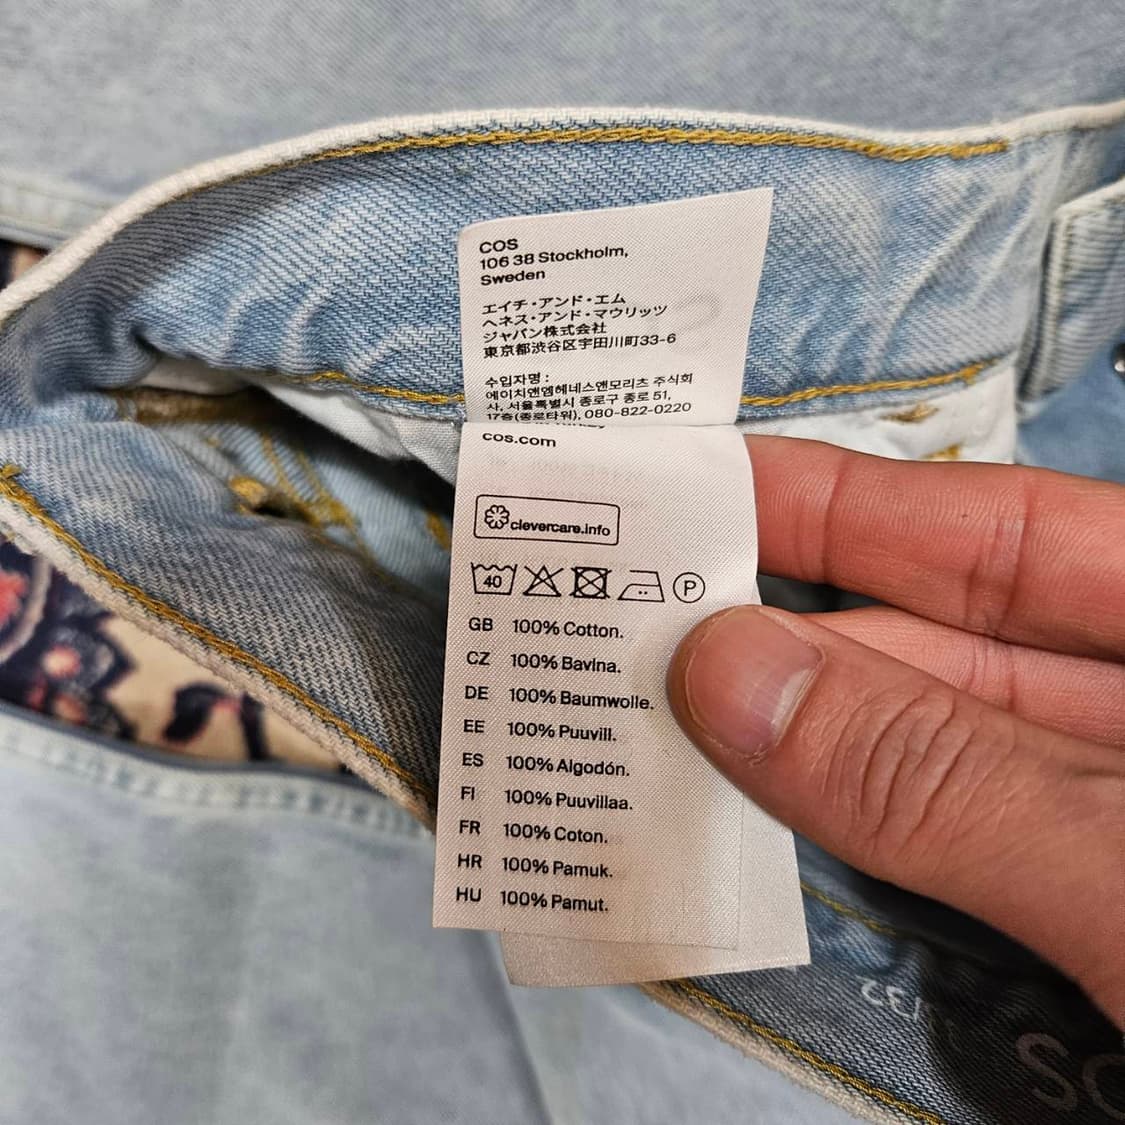 COS
106 38 Stockholm,
Sweden
エイチ・アンド・エム
ヘネス・アンド・マウリッツ
ジャパン株式会社
東京都渋谷区宇田川町33-6
수입자명 :
에이치앤엠헤네스앤모리츠 주식회
사, 서울특별시 종로구 종로 51,
17층(종로타워), 080-822-0220
cos.com
clevercare.info
40
P
GB 100% Cotton.
CZ 100% Bavlna.
DE 100% Baumwolle.
EE 100% Puuvill.
ES 100% Algodón.
FI 100% Puuvillaa.
FR 100% Coton.
HR 100% Pamuk.
HU 100% Pamut.